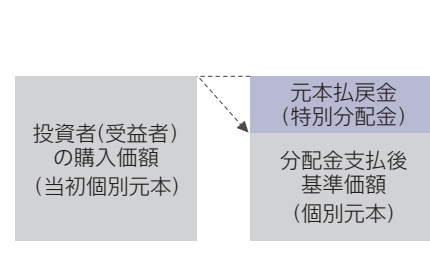 投資者(受益者)
の購入価額
(当初個別元本)
元本払戻金
(特別分配金)
分配金支払後
基準価額
(個別元本)